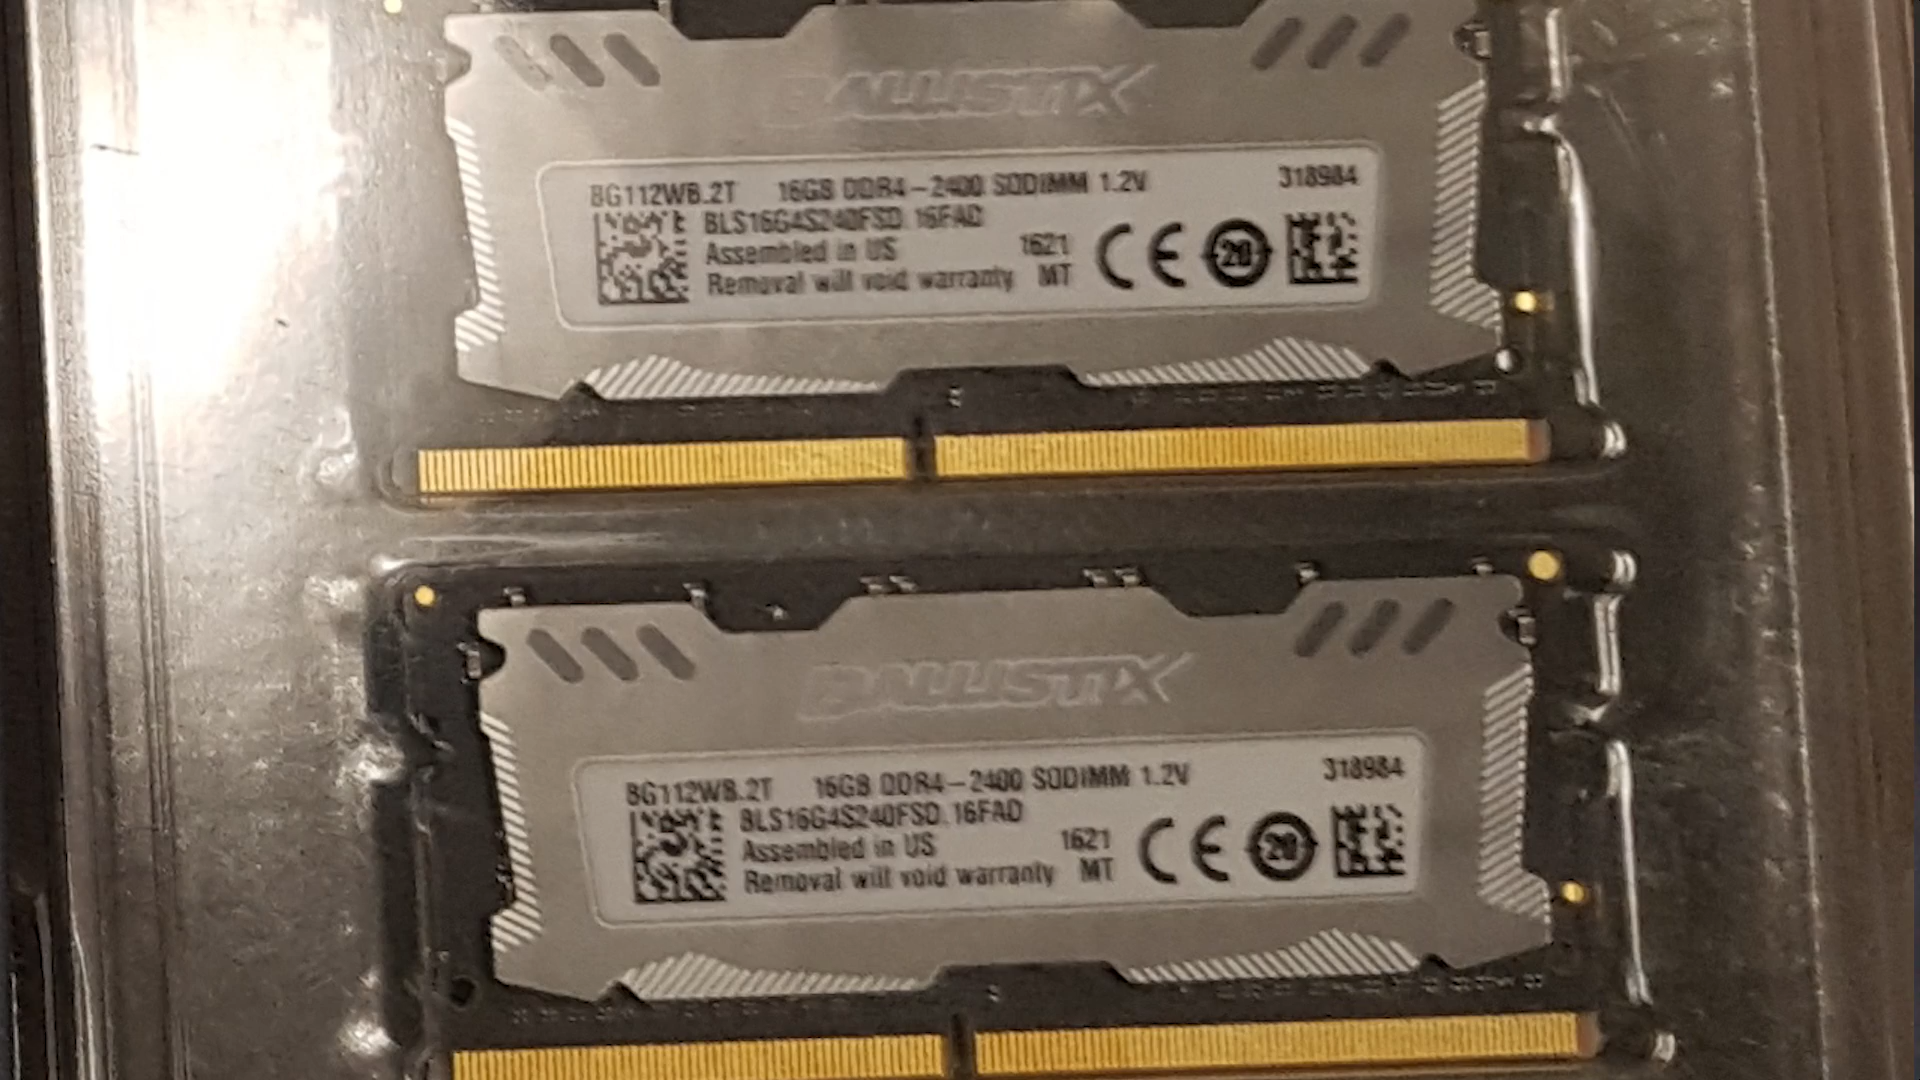 BALLISTIX
BG112WB.2T 16GB DDR4-2400 SODIMM 1.2V 318984
BLS16G4S240FSD.16FAD
Assembled in US 1621
Removal will void warranty MT
CE 20
BALLISTIX
BG112WB.2T 16GB DDR4-2400 SODIMM 1.2V 318984
BLS16G4S240FSD.16FAD
Assembled in US 1621
Removal will void warranty MT
CE 20